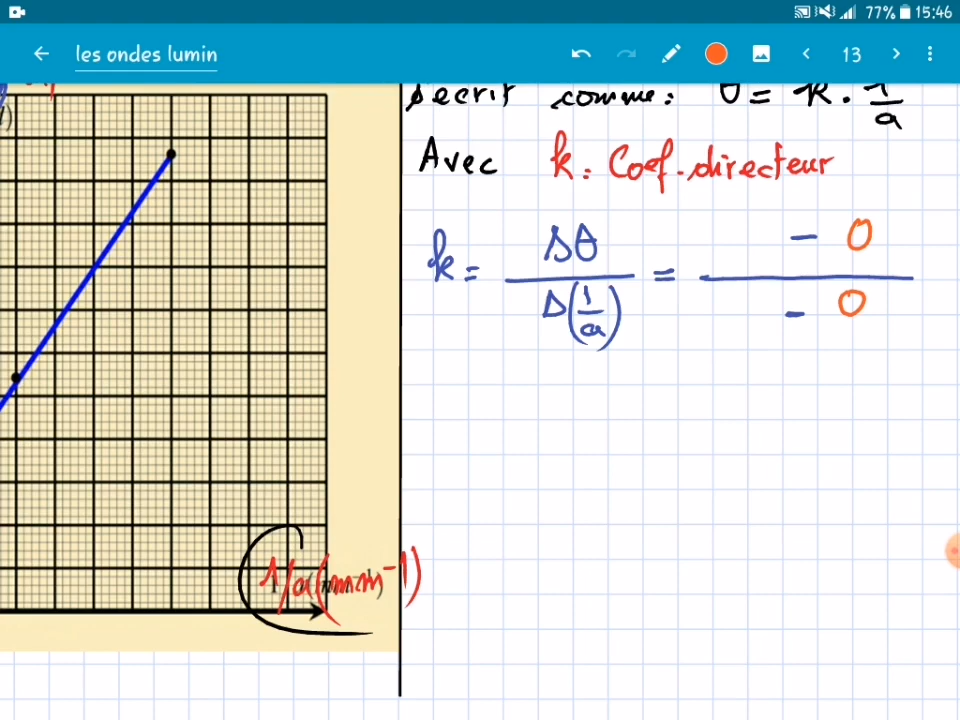 77% 15:46
les ondes lumin 13
s'écrit comme: θ = k . 1/a
Avec k: Coef. directeur
k = Δθ / Δ(1/a) = - 0 / - 0
1/a(mm⁻¹)